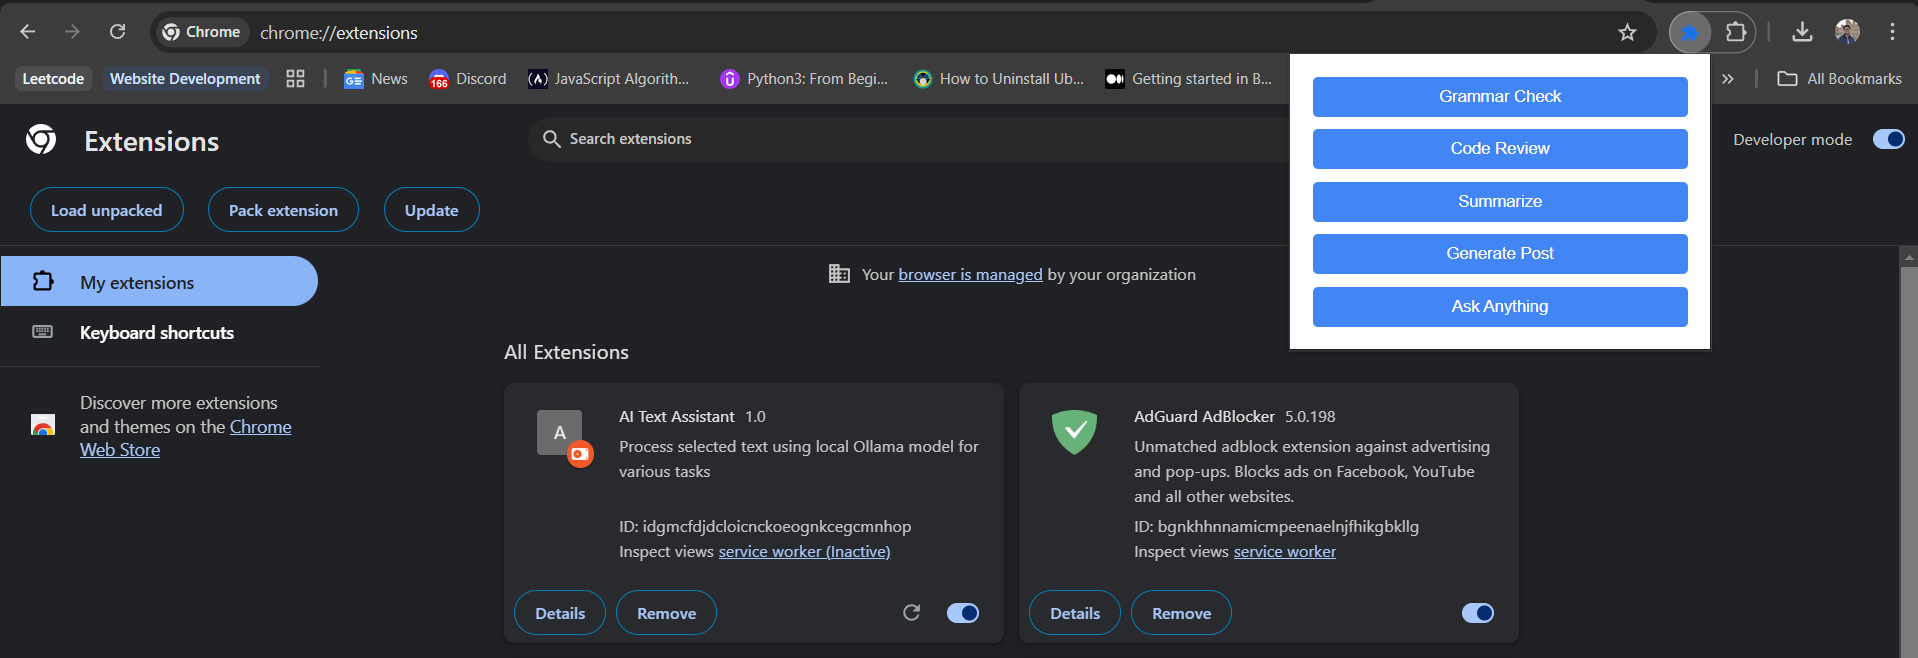 Chrome chrome://extensions
Leetcode Website Development News 166 Discord JavaScript Algorith... Python3: From Begi... How to Uninstall Ub... Getting started in B... » All Bookmarks
Extensions
Search extensions
Developer mode
Load unpacked Pack extension Update
Grammar Check
Code Review
Summarize
Generate Post
Ask Anything
My extensions
Keyboard shortcuts
Discover more extensions
and themes on the Chrome
Web Store
Your browser is managed by your organization
All Extensions
A
AI Text Assistant 1.0
Process selected text using local Ollama model for
various tasks
ID: idgmcfdjdcloicnckoeognkcegcmnhop
Inspect views service worker (Inactive)
Details Remove
AdGuard AdBlocker 5.0.198
Unmatched adblock extension against advertising
and pop-ups. Blocks ads on Facebook, YouTube
and all other websites.
ID: bgnkhhnnamicmpeenaelnjfhikgbkllg
Inspect views service worker
Details Remove